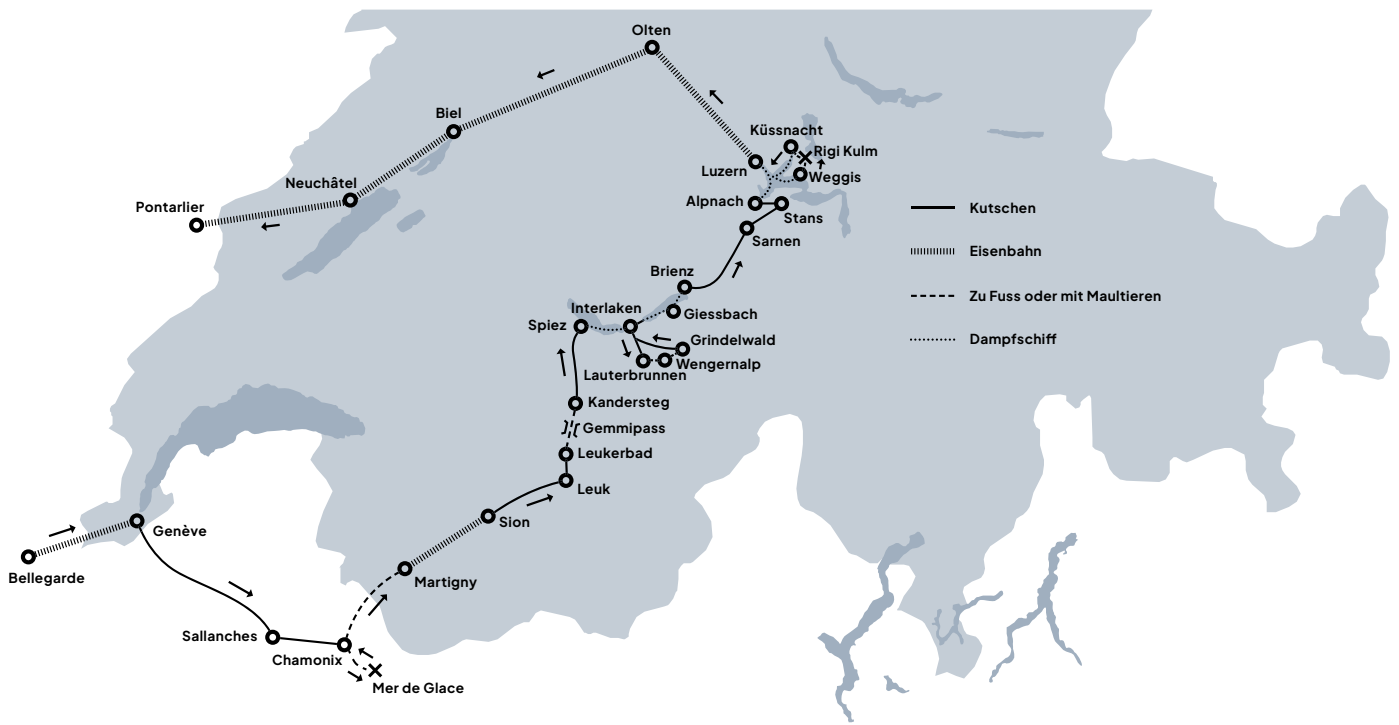 Olten
Biel
Küssnacht
Rigi Kulm
Luzern
Weggis
Neuchâtel
Pontarlier
Alpnach
Stans
Kutschen
Sarnen
Eisenbahn
Brienz
Zu Fuss oder mit Maultieren
Interlaken
Giessbach
Spiez
Grindelwald
Dampfschiff
Wengernalp
Lauterbrunnen
Kandersteg
Gemmipass
Leukerbad
Leuk
Sion
Genève
Bellegarde
Martigny
Sallanches
Chamonix
Mer de Glace